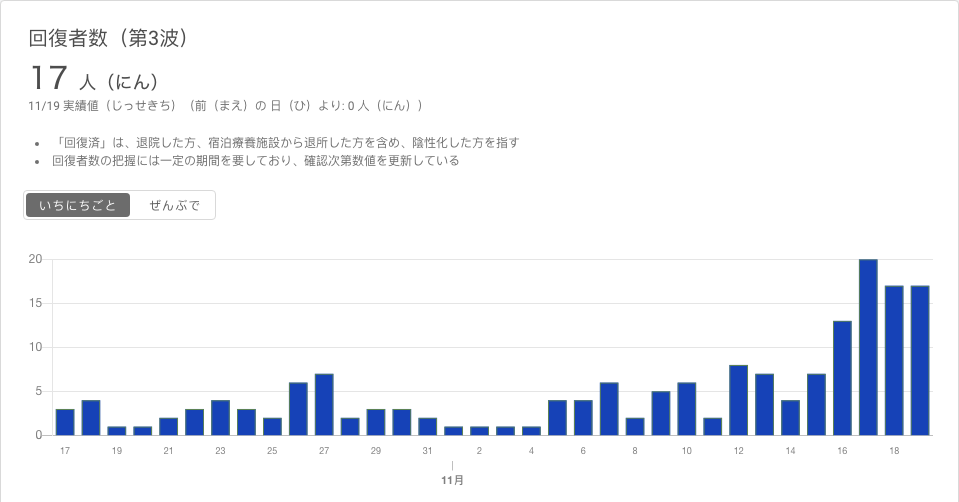 回復者数（第3波）
17 人（にん）
11/19 実績値（じっせきち）（前（まえ）の 日（ひ）より: 0 人（にん））
• 「回復済」は、退院した方、宿泊療養施設から退所した方を含め、陰性化した方を指す
• 回復者数の把握には一定の期間を要しており、確認次第数値を更新している
いちにちごと ぜんぶで
20
15
10
5
0
17 19 21 23 25 27 29 31 2 4 6 8 10 12 14 16 18
11月